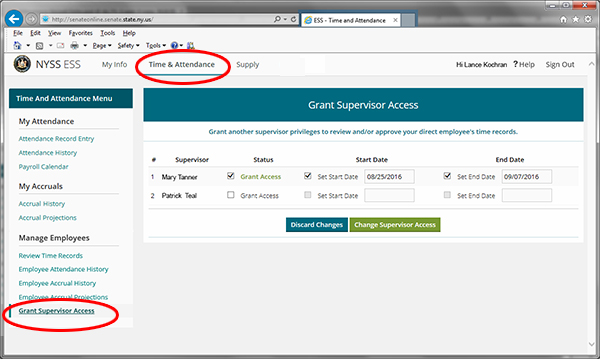 http://senateonline.senate.state.ny.us/
ESS - Time and Attendance
File Edit View Favorites Tools Help
Page Safety Tools
NYSS ESS My Info Time & Attendance Supply Hi Lance Kochran ? Help Sign Out
Time And Attendance Menu
My Attendance
Attendance Record Entry
Attendance History
Payroll Calendar
My Accruals
Accrual History
Accrual Projections
Manage Employees
Review Time Records
Employee Attendance History
Employee Accrual History
Employee Accrual Projections
Grant Supervisor Access
Grant Supervisor Access
Grant another supervisor privileges to review and/or approve your direct employee's time records.
# Supervisor Status Start Date End Date
1 Mary Tanner Grant Access Set Start Date 08/25/2016 Set End Date 09/07/2016
2 Patrick Teal Grant Access Set Start Date Set End Date
Discard Changes Change Supervisor Access